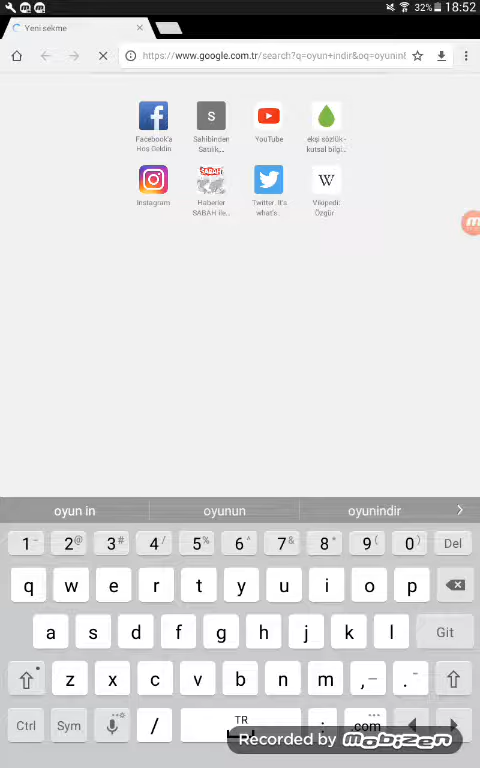 32% 18:52
Yeni sekme
https://www.google.com.tr/search?q=oyun+indir&oq=oyuninl
Facebook'a
Hoş Geldin
S
Sahibinden
Satılık,...
YouTube
ekşi sözlük -
kutsal bilgi...
Instagram
SABAH
Haberler
SABAH ile...
Twitter. It's
what's...
W
Vikipedi:
Özgür
oyun in oyunun oyunindir
1 2@ 3# 4/ 5% 6^ 7& 8* 9( 0) Del
q w e r t y u i o p
a s d f g h j k l Git
z x c v b n m ,– .-
Ctrl Sym / TR : .com
Recorded by mobizen